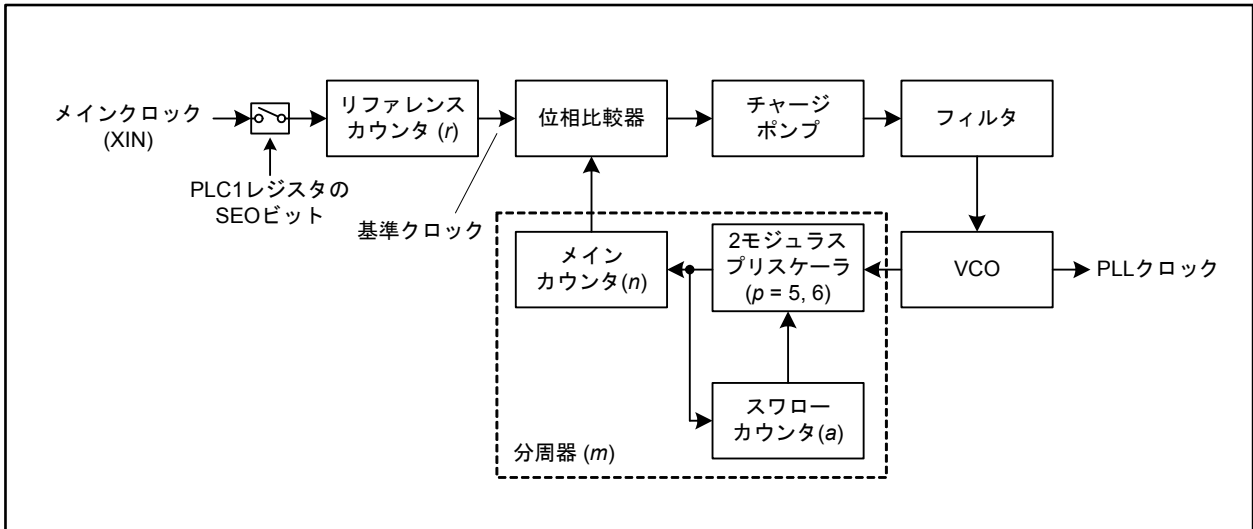 メインクロック
(XIN)
PLC1レジスタの
SEOビット
リファレンス
カウンタ (r)
基準クロック
位相比較器
チャージ
ポンプ
フィルタ
メイン
カウンタ(n)
2モジュラス
プリスケーラ
(p = 5, 6)
VCO
PLLクロック
スワロー
カウンタ(a)
分周器 (m)